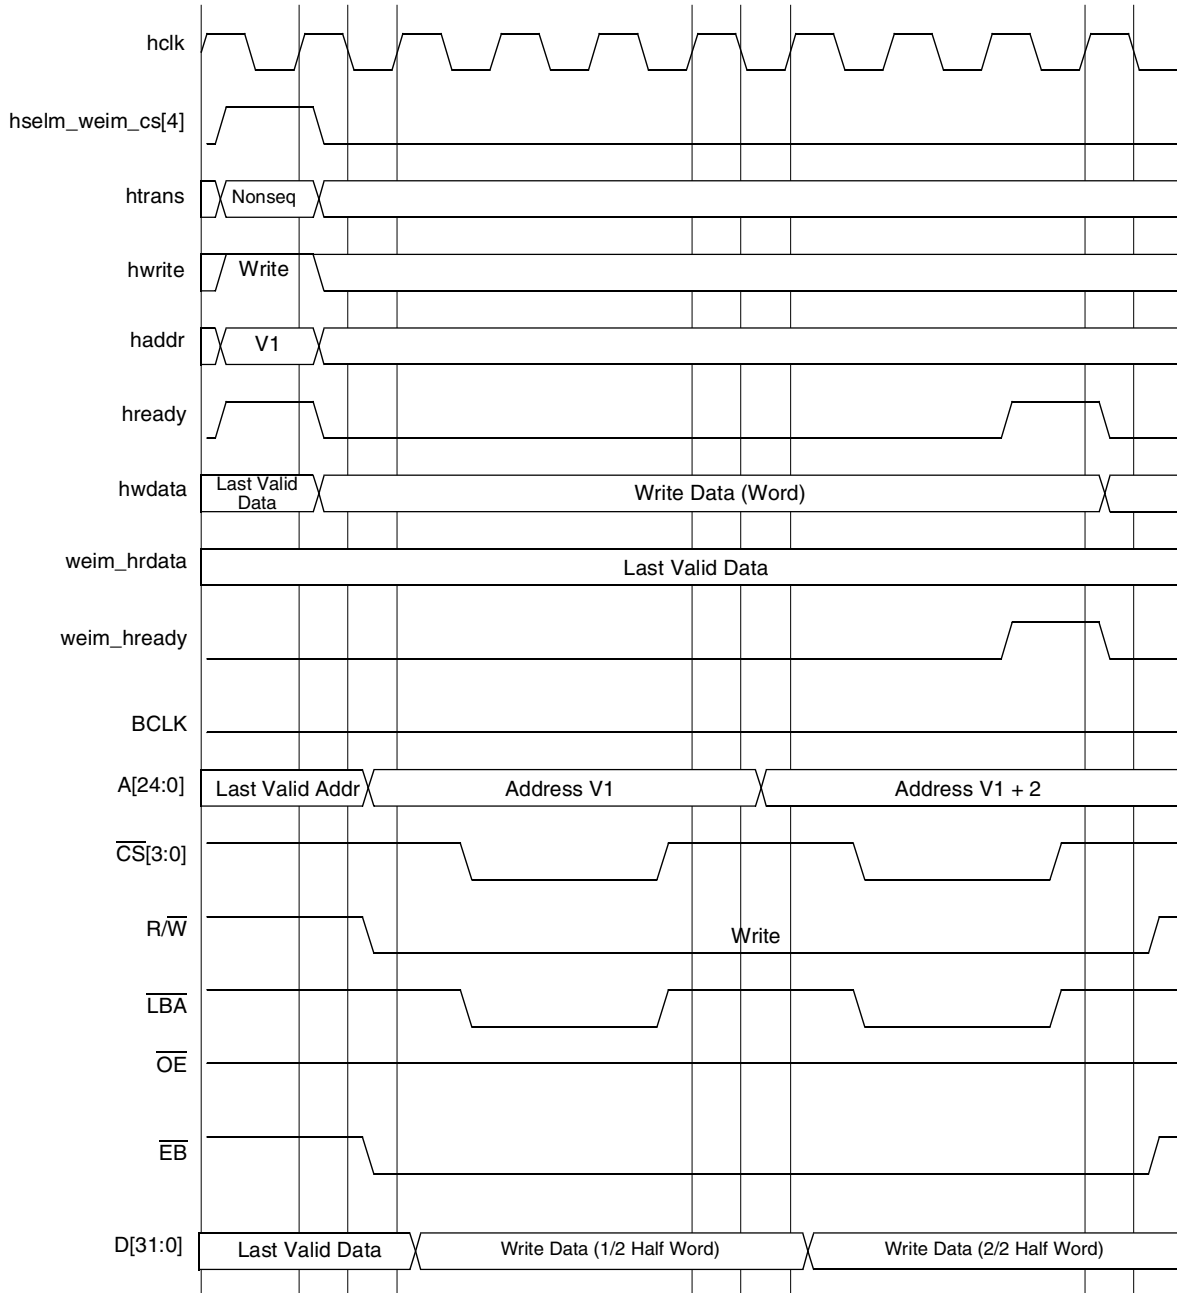 hclk
hselm_weim_cs[4]
htrans Nonseq
hwrite Write
haddr V1
hready
hwdata Last Valid Data Write Data (Word)
weim_hrdata Last Valid Data
weim_hready
BCLK
A[24:0] Last Valid Addr Address V1 Address V1 + 2
CS[3:0]
R/W Write
LBA
OE
EB
D[31:0] Last Valid Data Write Data (1/2 Half Word) Write Data (2/2 Half Word)